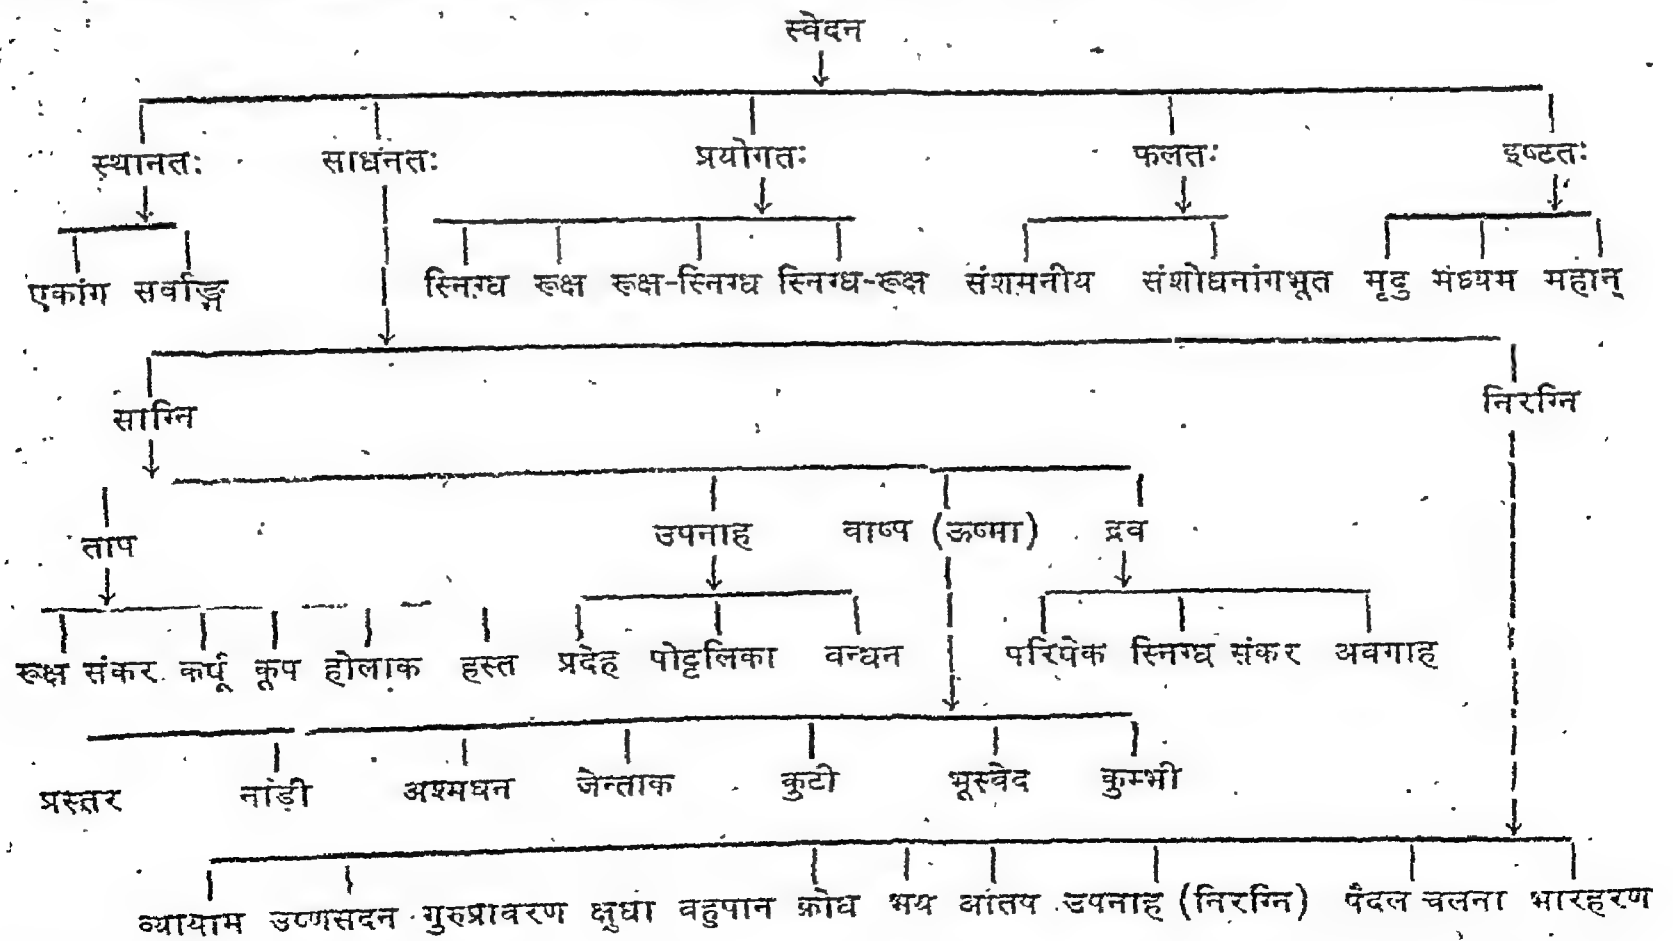 स्वेदन
स्थानतः साधनतः प्रयोगतः फलतः इष्टतः
एकांग सर्वाङ्ग स्निग्ध रूक्ष रूक्ष-स्निग्ध स्निग्ध-रूक्ष संशमनीय संशोधनांगभूत मृदु मध्यम महान्
साग्नि निरग्नि
ताप उपनाह वाष्प (ऊष्मा) द्रव
रूक्ष संकर कर्षू कूप होलाक हस्त प्रदेह पोट्टलिका वन्धन परिषेक स्निग्ध संकर अवगाह
प्रस्तर नाड़ी अश्मघन जेन्ताक कुटी भूस्वेद कुम्भी
व्यायाम उष्णसदन गुरुप्रावरण क्षुधा वहुपान क्रोध भय आतप उपनाह (निरग्नि) पैदल चलना भारहरण